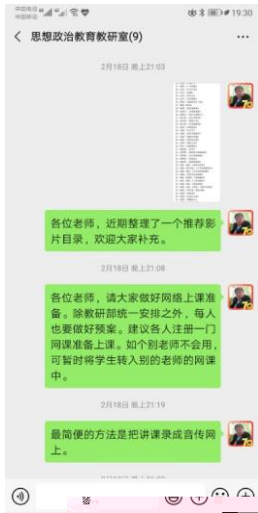 中国电信
中国移动
19:30
思想政治教育教研室(9)
2月18日 晚上21:03
各位老师，近期整理了一个推荐影
片目录，欢迎大家补充。
2月18日 晚上21:08
各位老师，请大家做好网络上课准
备。除教研部统一安排之外，每人
也要做好预案。建议各人注册一门
网课准备上课。如个别老师不会用，
可暂时将学生转入别的老师的网课
中。
2月18日 晚上21:19
最简便的方法是把讲课录成音传网
上。